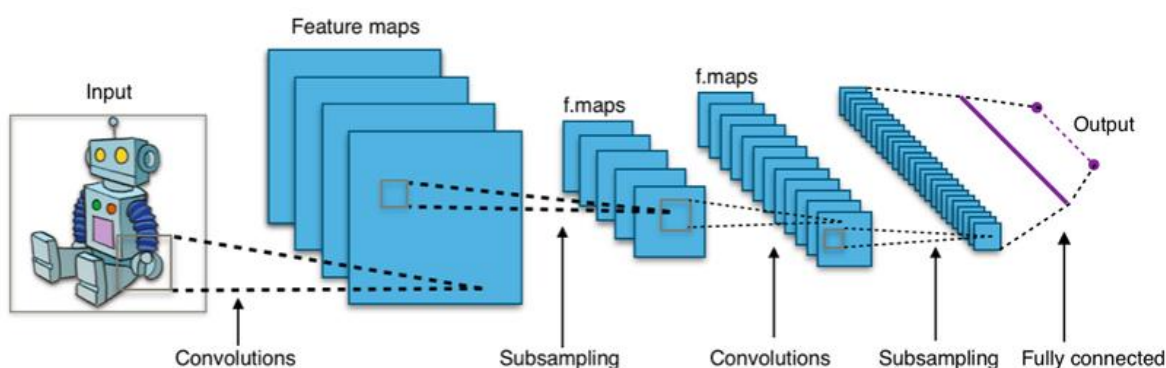 Feature maps
f.maps
f.maps
Input
Output
Convolutions
Subsampling
Convolutions
Subsampling
Fully connected